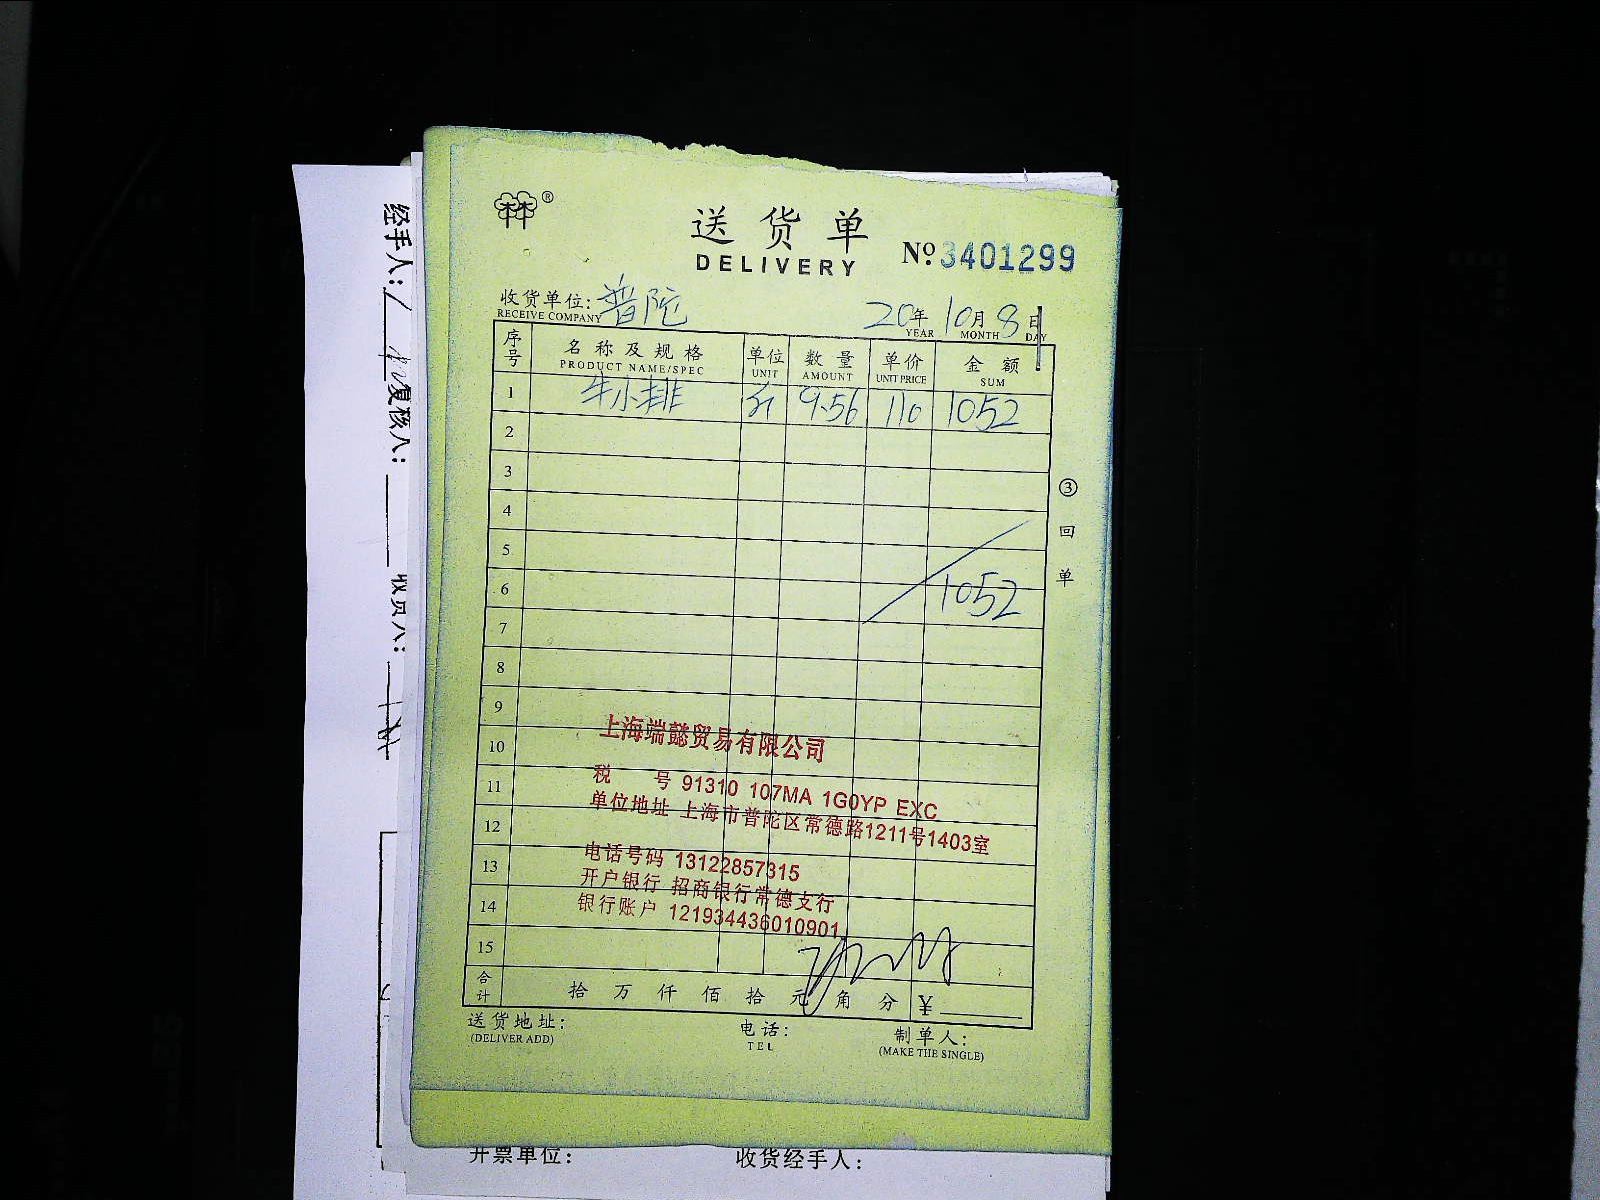 林®
送货单
DELIVERY
№ 3401299
收货单位: 普陀
RECEIVE COMPANY
20年 10月 8日
YEAR MONTH DAY
序号 名称及规格 单位 数量 单价 金额
PRODUCT NAME/SPEC UNIT AMOUNT UNIT PRICE SUM
1 牛小排 斤 9.56 110 1052
2
3
4
5
6 1052
7
8
9
10
11
12
13
14
15
③回单
上海端懿贸易有限公司
税 号 91310 107MA 1G0YP EXC
单位地址 上海市普陀区常德路1211号1403室
电话号码 13122857315
开户银行 招商银行常德支行
银行账户 121934436010901
合计 拾 万 仟 佰 拾 元 角 分 ¥
送货地址: 电话: 制单人:
(DELIVER ADD) TEL (MAKE THE SINGLE)
经手人:
复核人:
收货人:
开票单位: 收货经手人: